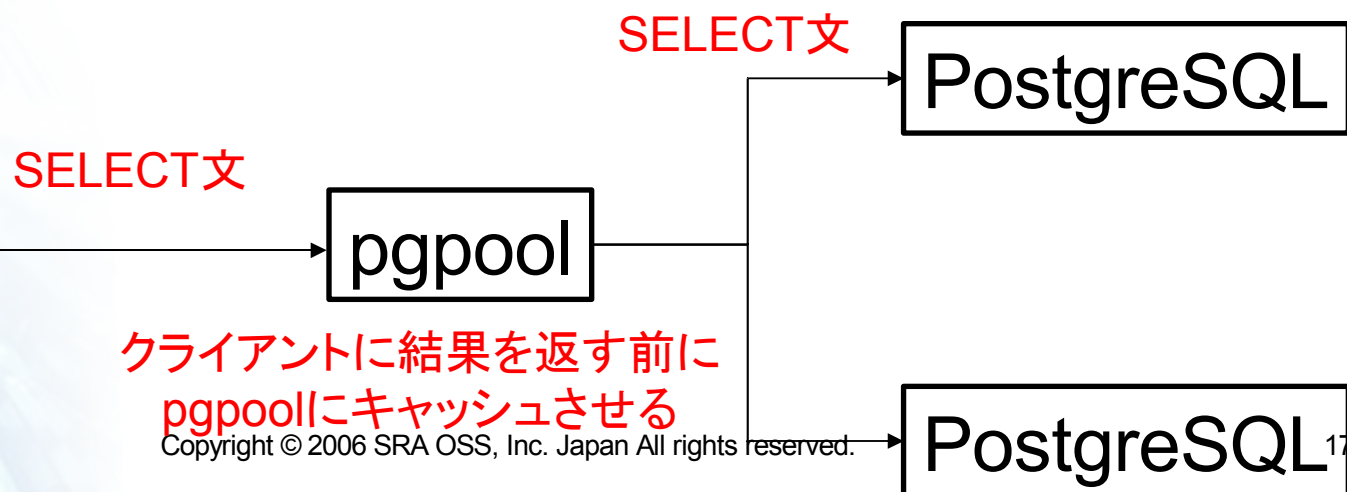 SELECT文
PostgreSQL
SELECT文
pgpool
クライアントに結果を返す前に
pgpoolにキャッシュさせる
Copyright © 2006 SRA OSS, Inc. Japan All rights reserved.
PostgreSQL
17